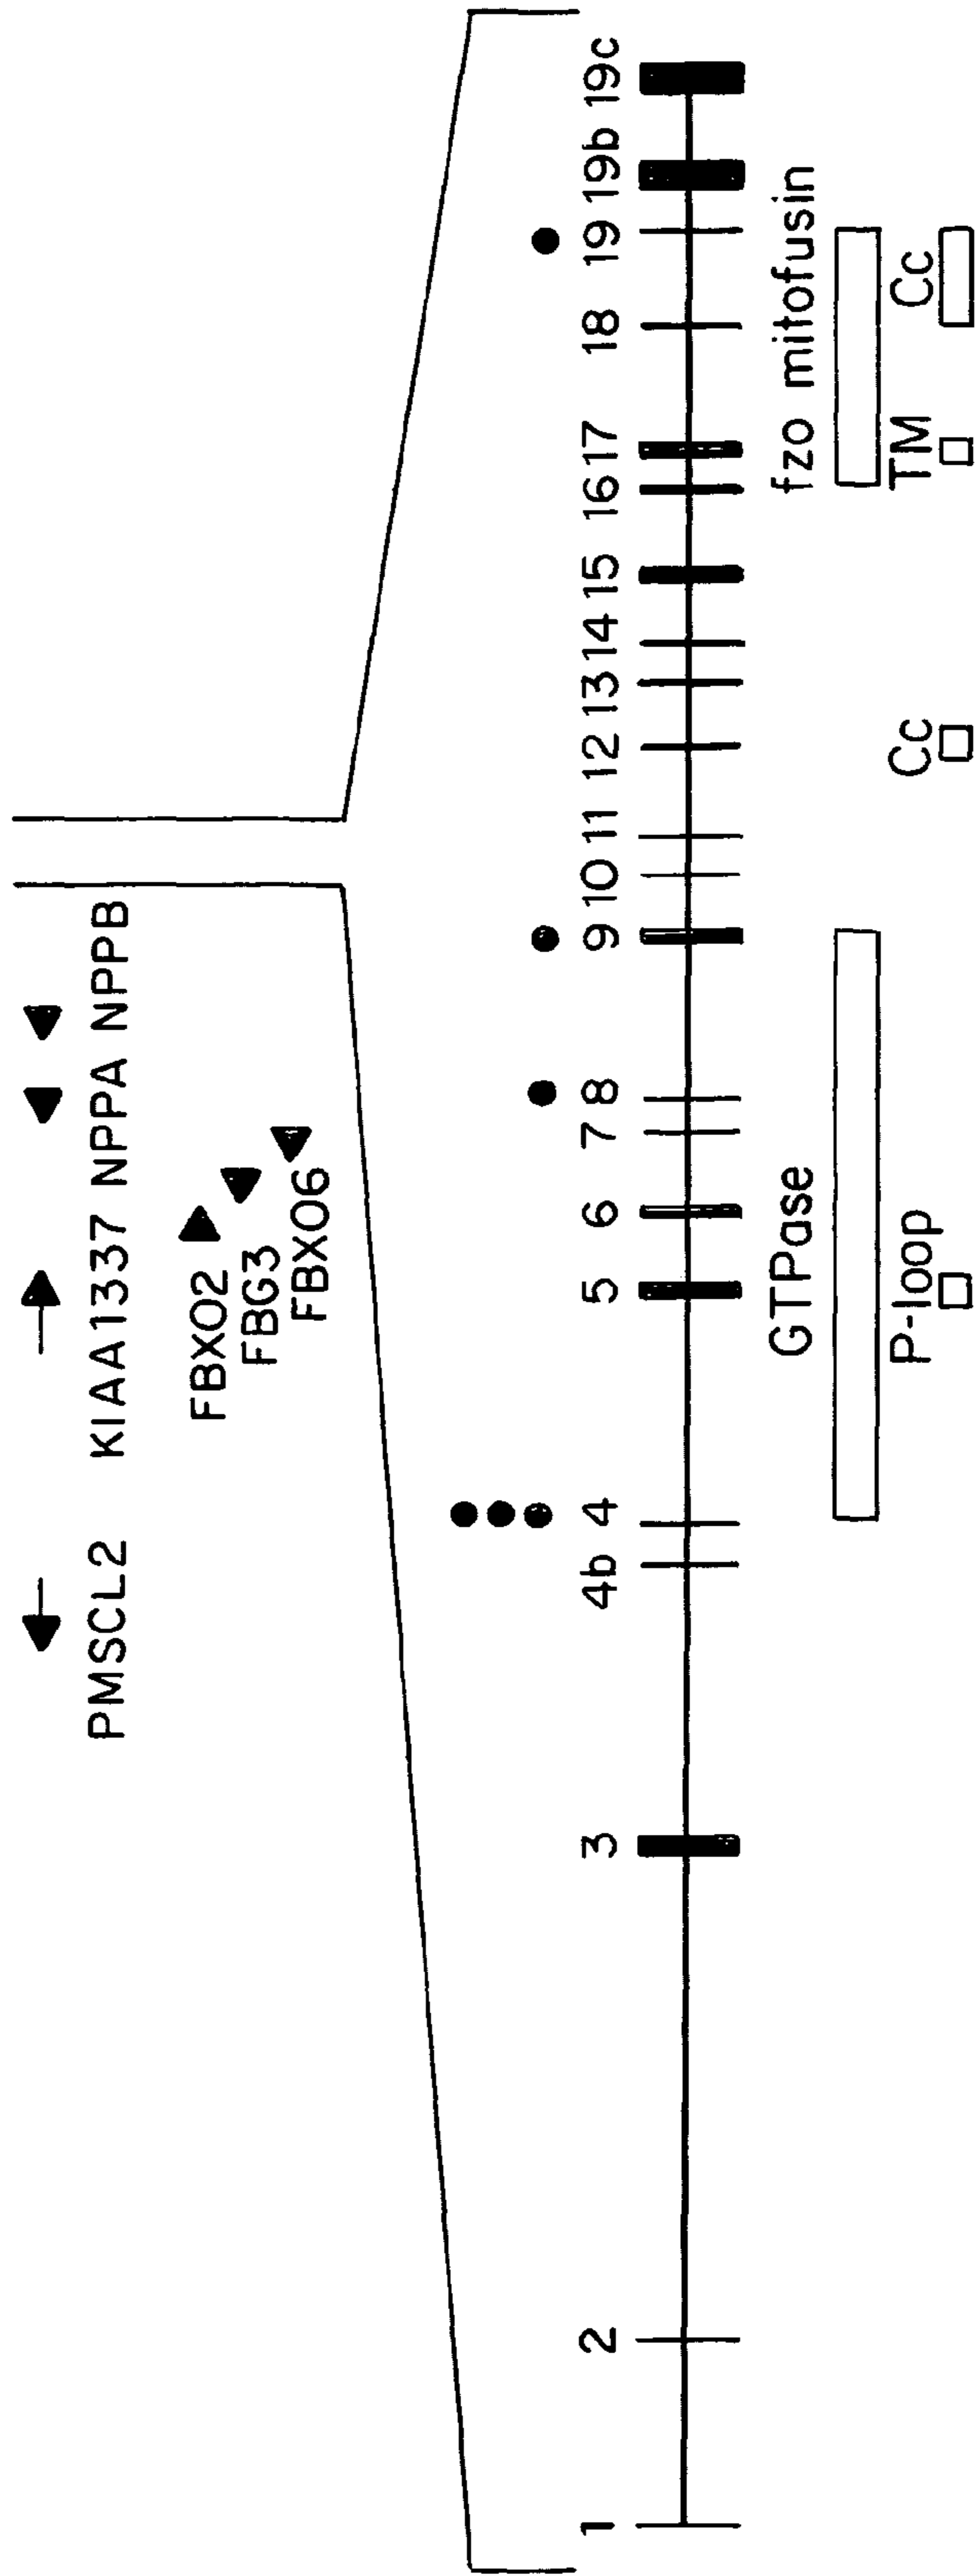 PMSCL2 KIAA1337 NPPA NPPB
FBXO2
FBG3
FBXO6
1 2 3 4b 4 5 6 7 8 9 10 11 12 13 14 15 16 17 18 19 19b 19c
GTPase fzo mitofusin
P-loop Cc TM Cc